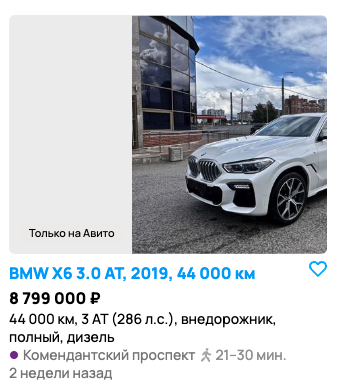 Только на Авито
BMW X6 3.0 AT, 2019, 44 000 км
8 799 000 ₽
44 000 км, 3 AT (286 л.с.), внедорожник,
полный, дизель
Комендантский проспект 21–30 мин.
2 недели назад